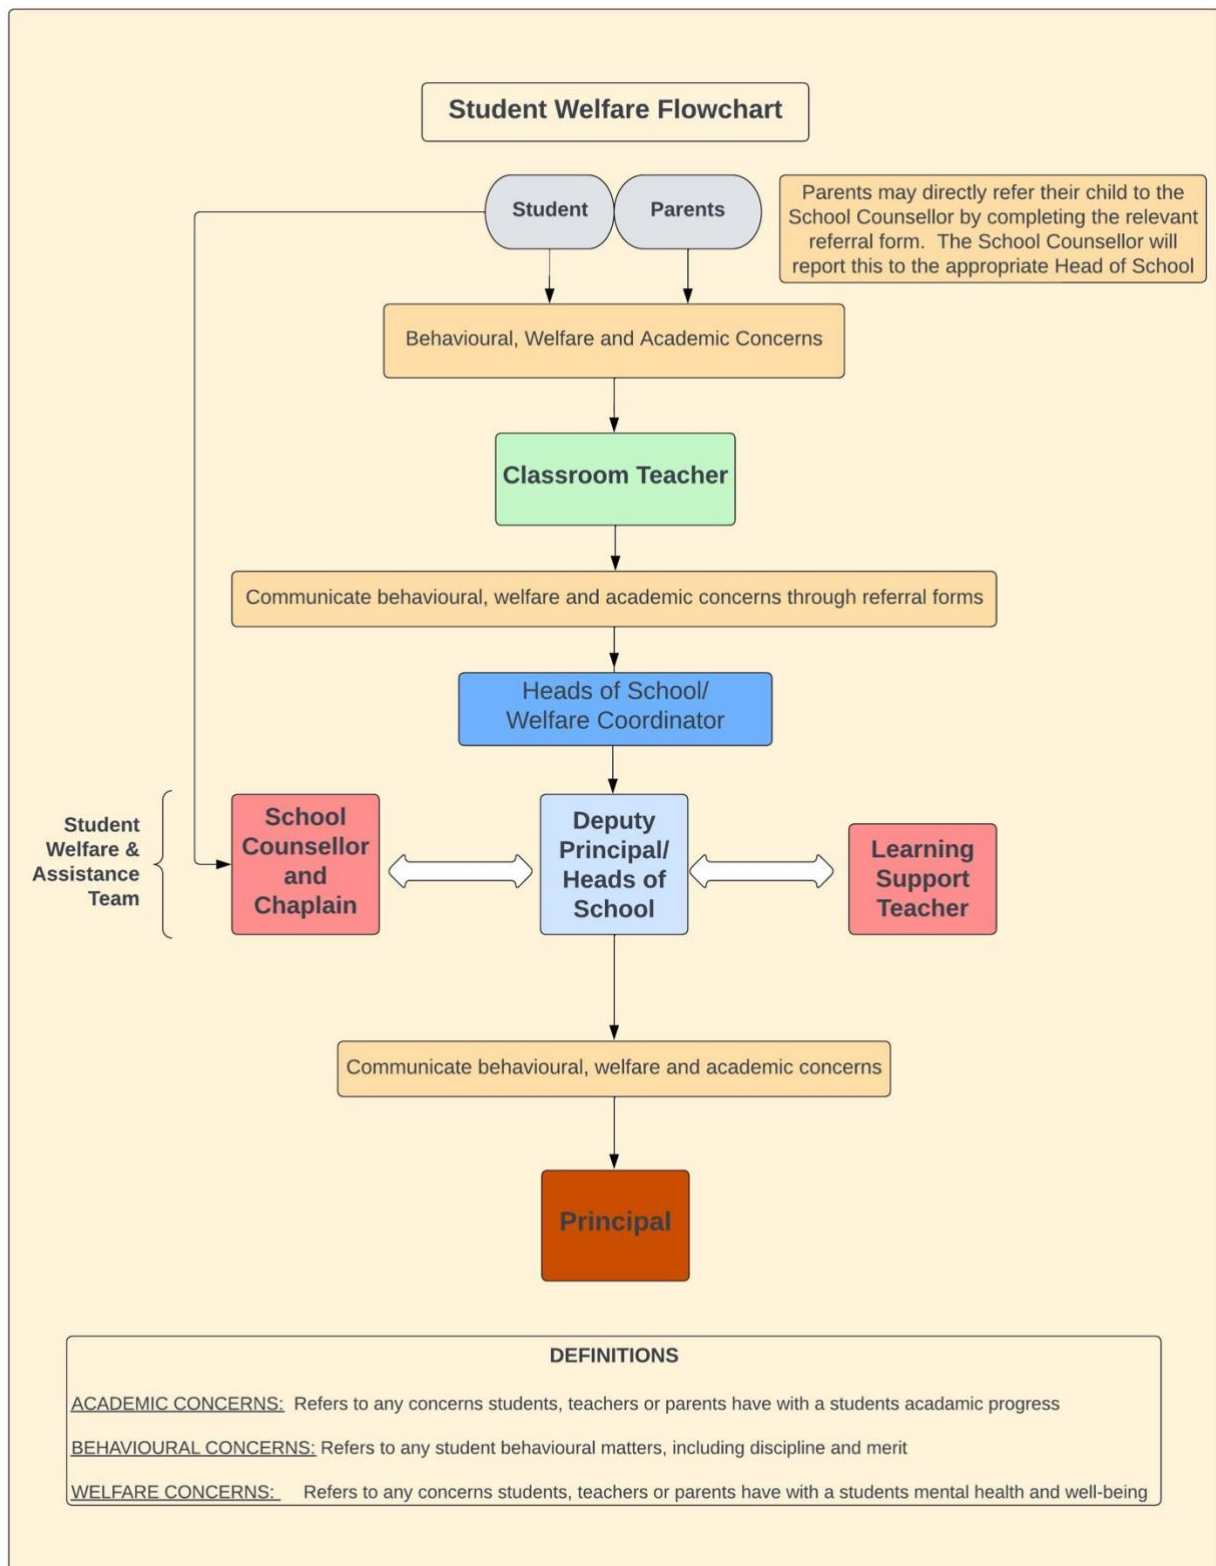 Student Welfare Flowchart
Student
Parents
Parents may directly refer their child to the
School Counsellor by completing the relevant
referral form.  The School Counsellor will
report this to the appropriate Head of School
Behavioural, Welfare and Academic Concerns
Classroom Teacher
Communicate behavioural, welfare and academic concerns through referral forms
Heads of School/
Welfare Coordinator
Student
Welfare &
Assistance
Team
School
Counsellor
and
Chaplain
Deputy
Principal/
Heads of
School
Learning
Support
Teacher
Communicate behavioural, welfare and academic concerns
Principal
DEFINITIONS
ACADEMIC CONCERNS:  Refers to any concerns students, teachers or parents have with a students acadamic progress
BEHAVIOURAL CONCERNS: Refers to any student behavioural matters, including discipline and merit
WELFARE CONCERNS:    Refers to any concerns students, teachers or parents have with a students mental health and well-being